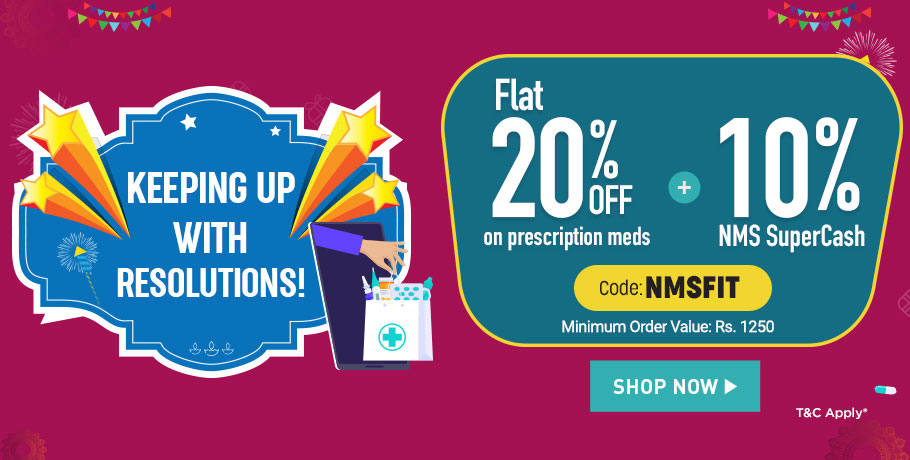 KEEPING UP
WITH
RESOLUTIONS!
Flat
20% OFF
on prescription meds
+
10%
NMS SuperCash
Code: NMSFIT
Minimum Order Value: Rs. 1250
SHOP NOW ▶
T&C Apply*